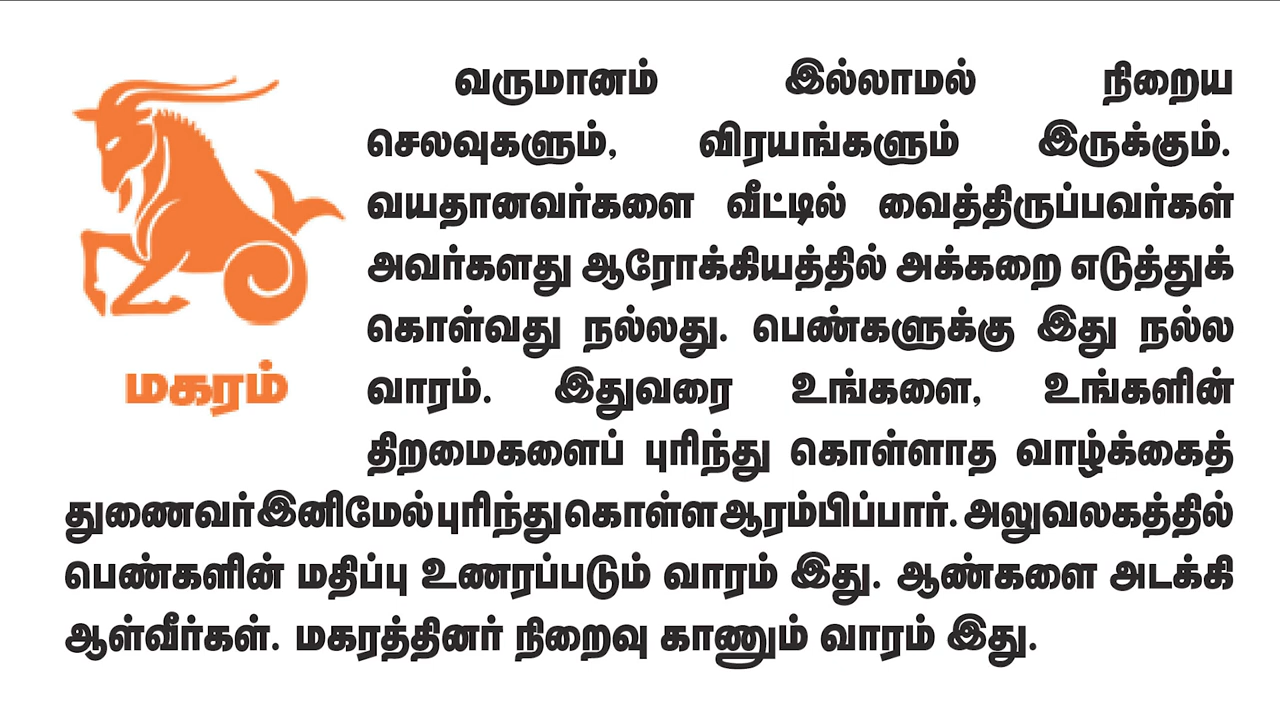 வருமானம் இல்லாமல் நிறைய
செலவுகளும், விரயங்களும் இருக்கும்.
வயதானவர்களை வீட்டில் வைத்திருப்பவர்கள்
அவர்களது ஆரோக்கியத்தில் அக்கறை எடுத்துக்
கொள்வது நல்லது. பெண்களுக்கு இது நல்ல
வாரம். இதுவரை உங்களை, உங்களின்
திறமைகளைப் புரிந்து கொள்ளாத வாழ்க்கைத்
துணைவர் இனிமேல் புரிந்து கொள்ள ஆரம்பிப்பார். அலுவலகத்தில்
பெண்களின் மதிப்பு உணரப்படும் வாரம் இது. ஆண்களை அடக்கி
ஆள்வீர்கள். மகரத்தினர் நிறைவு காணும் வாரம் இது.
மகரம்